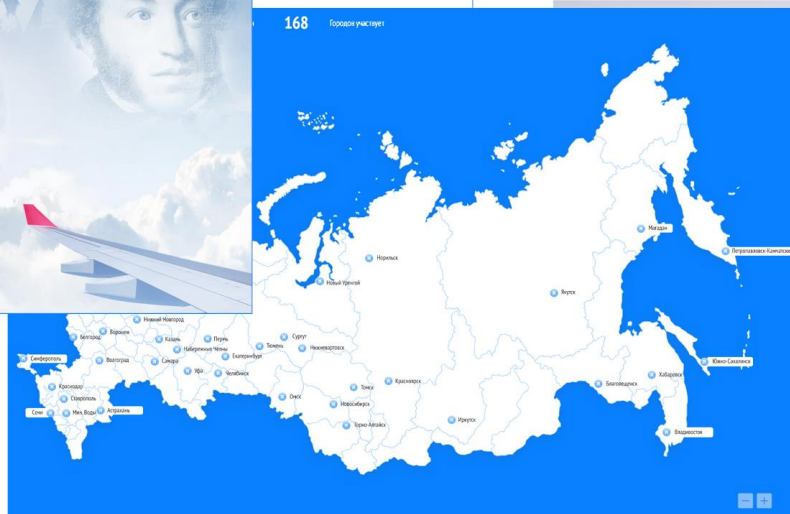 168 Городов участвует
Магадан
Петропавловск-Камчатский
Норильск
Новый Уренгой
Якутск
Нижний Новгород
Белгород
Воронеж
Казань
Пермь
Сургут
Набережные Челны
Тюмень
Нижневартовск
Симферополь
Волгоград
Самара
Екатеринбург
Южно-Сахалинск
Уфа
Челябинск
Хабаровск
Краснодар
Томск
Красноярск
Благовещенск
Ставрополь
Омск
Новосибирск
Сочи
Мин. Воды
Астрахань
Горно-Алтайск
Иркутск
Владивосток